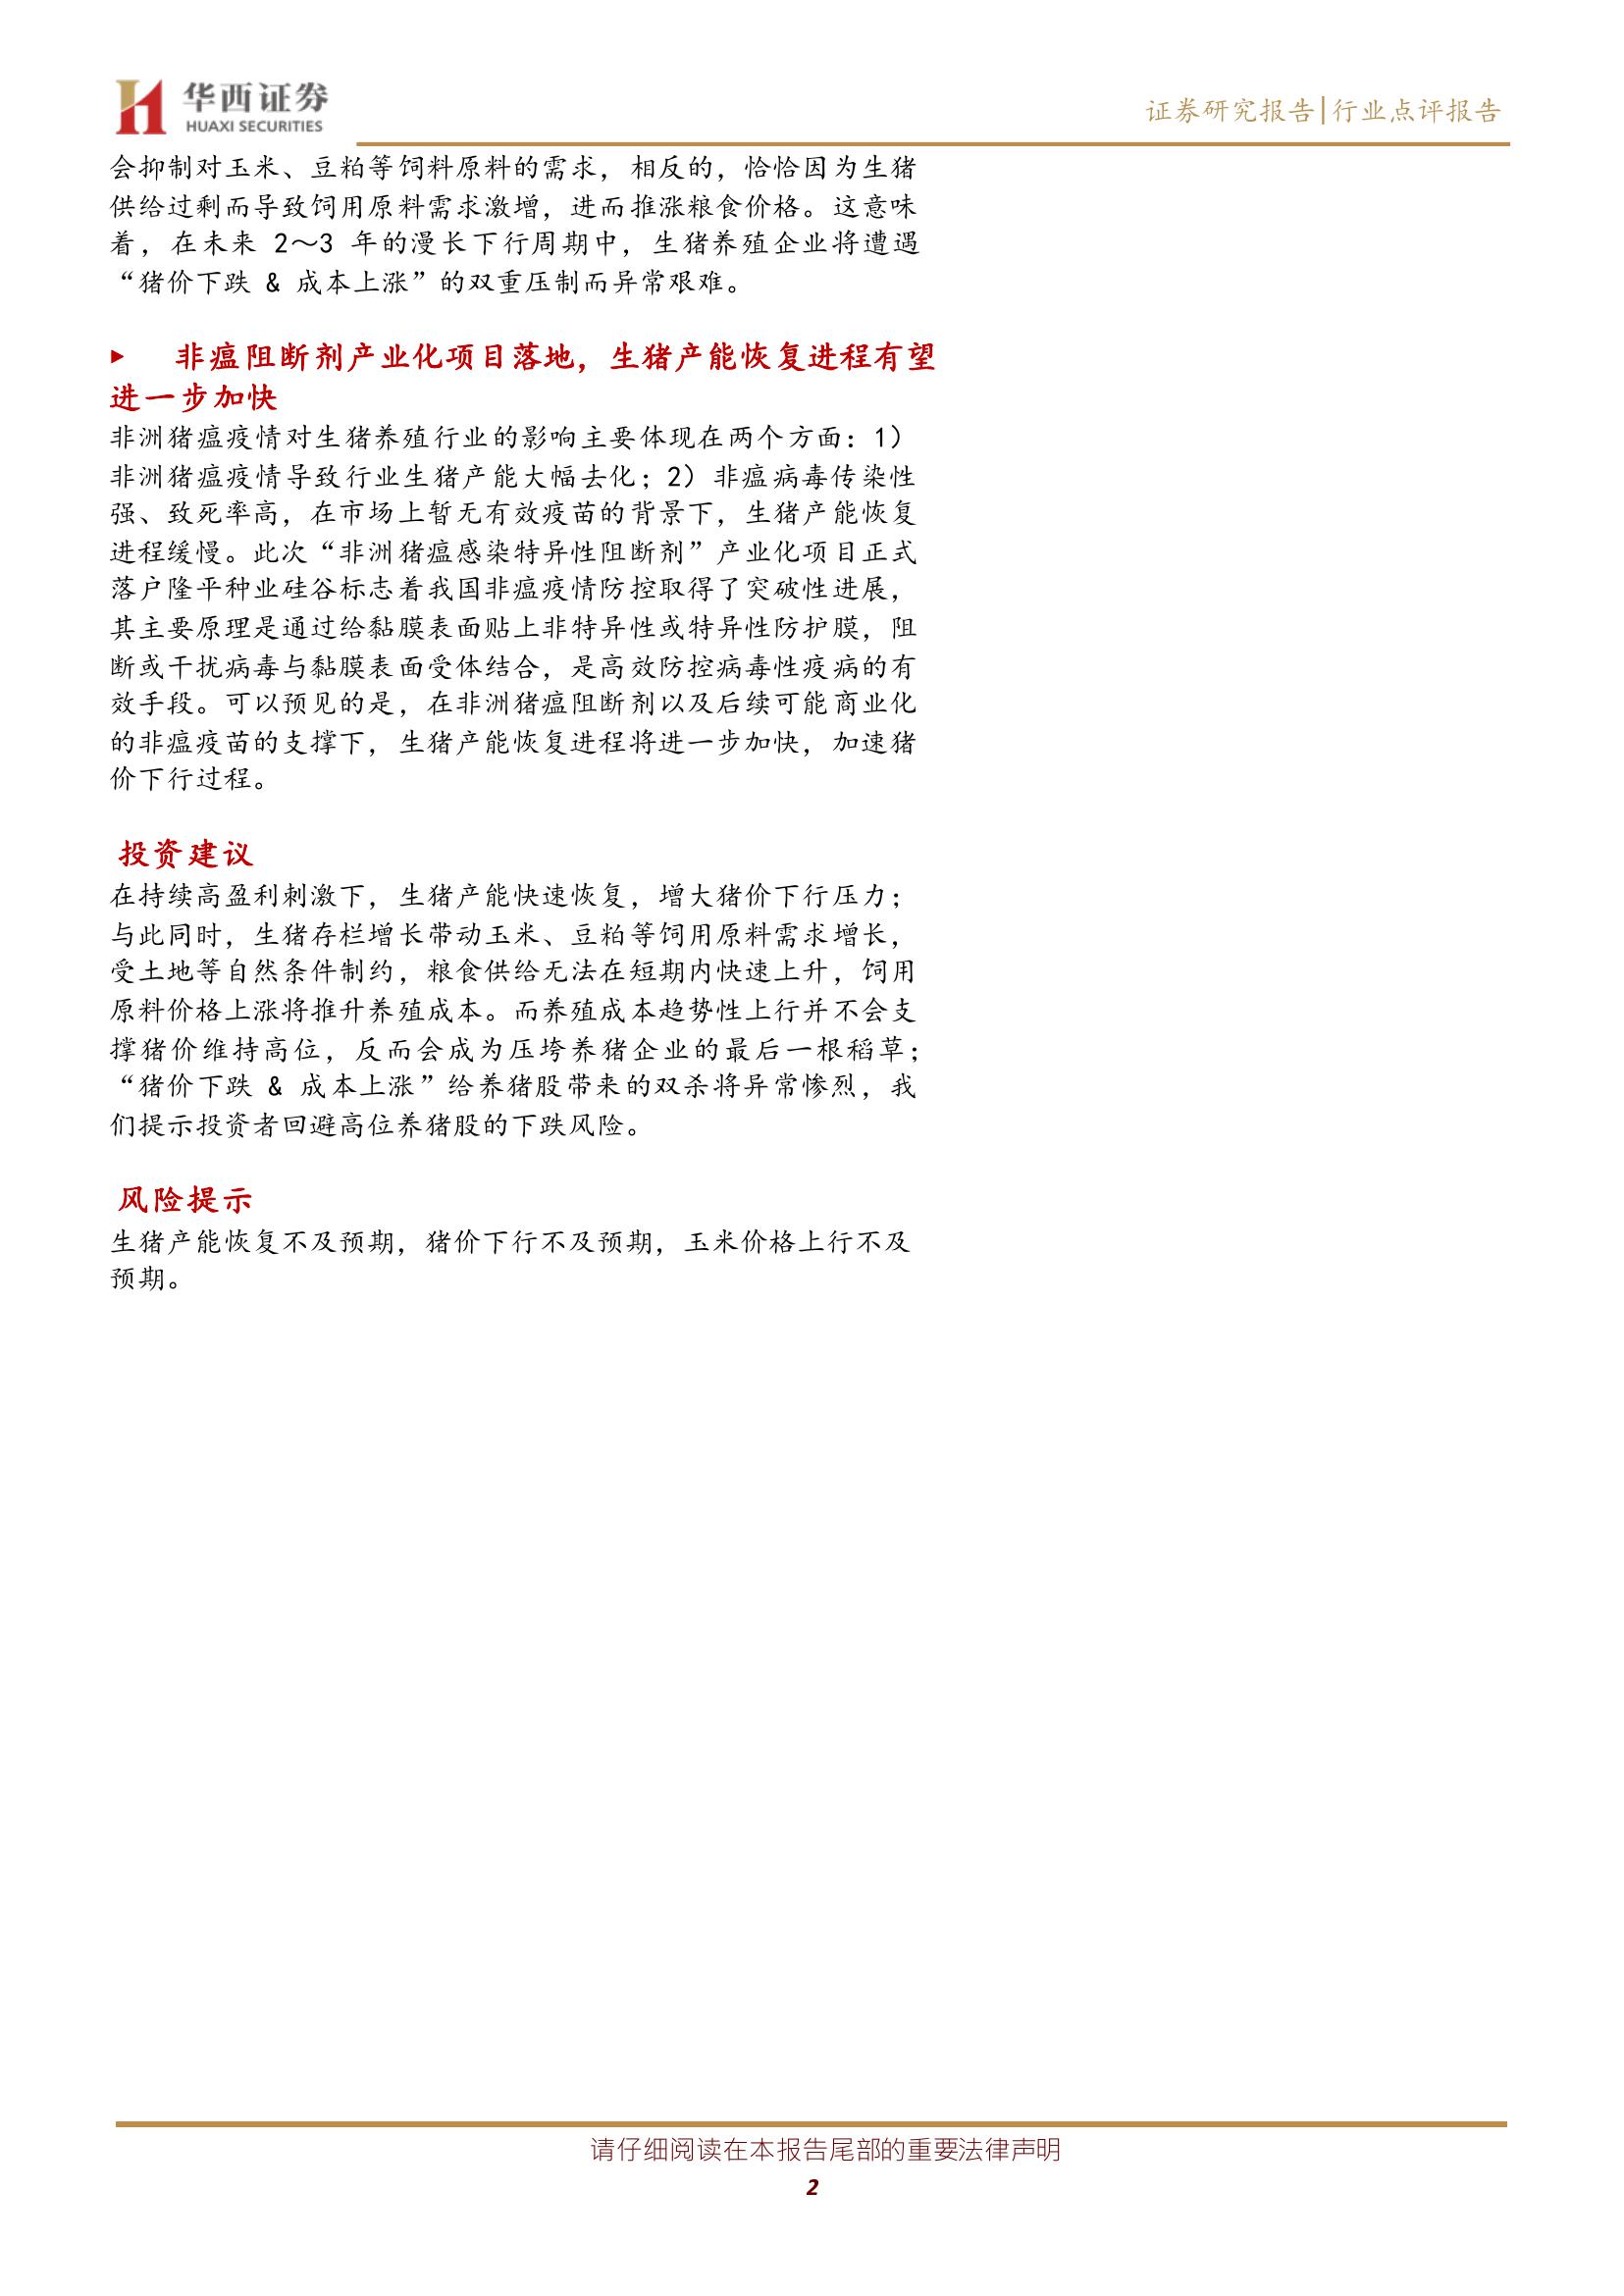 华西证券
HUAXI SECURITIES
证券研究报告|行业点评报告
会抑制对玉米、豆粕等饲料原料的需求，相反的，恰恰因为生猪
供给过剩而导致饲用原料需求激增，进而推涨粮食价格。这意味
着，在未来 2～3 年的漫长下行周期中，生猪养殖企业将遭遇
“猪价下跌 & 成本上涨”的双重压制而异常艰难。
▶ 非瘟阻断剂产业化项目落地，生猪产能恢复进程有望
进一步加快
非洲猪瘟疫情对生猪养殖行业的影响主要体现在两个方面：1）
非洲猪瘟疫情导致行业生猪产能大幅去化；2）非瘟病毒传染性
强、致死率高，在市场上暂无有效疫苗的背景下，生猪产能恢复
进程缓慢。此次“非洲猪瘟感染特异性阻断剂”产业化项目正式
落户隆平种业硅谷标志着我国非瘟疫情防控取得了突破性进展，
其主要原理是通过给黏膜表面贴上非特异性或特异性防护膜，阻
断或干扰病毒与黏膜表面受体结合，是高效防控病毒性疫病的有
效手段。可以预见的是，在非洲猪瘟阻断剂以及后续可能商业化
的非瘟疫苗的支撑下，生猪产能恢复进程将进一步加快，加速猪
价下行过程。
投资建议
在持续高盈利刺激下，生猪产能快速恢复，增大猪价下行压力；
与此同时，生猪存栏增长带动玉米、豆粕等饲用原料需求增长，
受土地等自然条件制约，粮食供给无法在短期内快速上升，饲用
原料价格上涨将推升养殖成本。而养殖成本趋势性上行并不会支
撑猪价维持高位，反而会成为压垮养猪企业的最后一根稻草；
“猪价下跌 & 成本上涨”给养猪股带来的双杀将异常惨烈，我
们提示投资者回避高位养猪股的下跌风险。
风险提示
生猪产能恢复不及预期，猪价下行不及预期，玉米价格上行不及
预期。
请仔细阅读在本报告尾部的重要法律声明
2